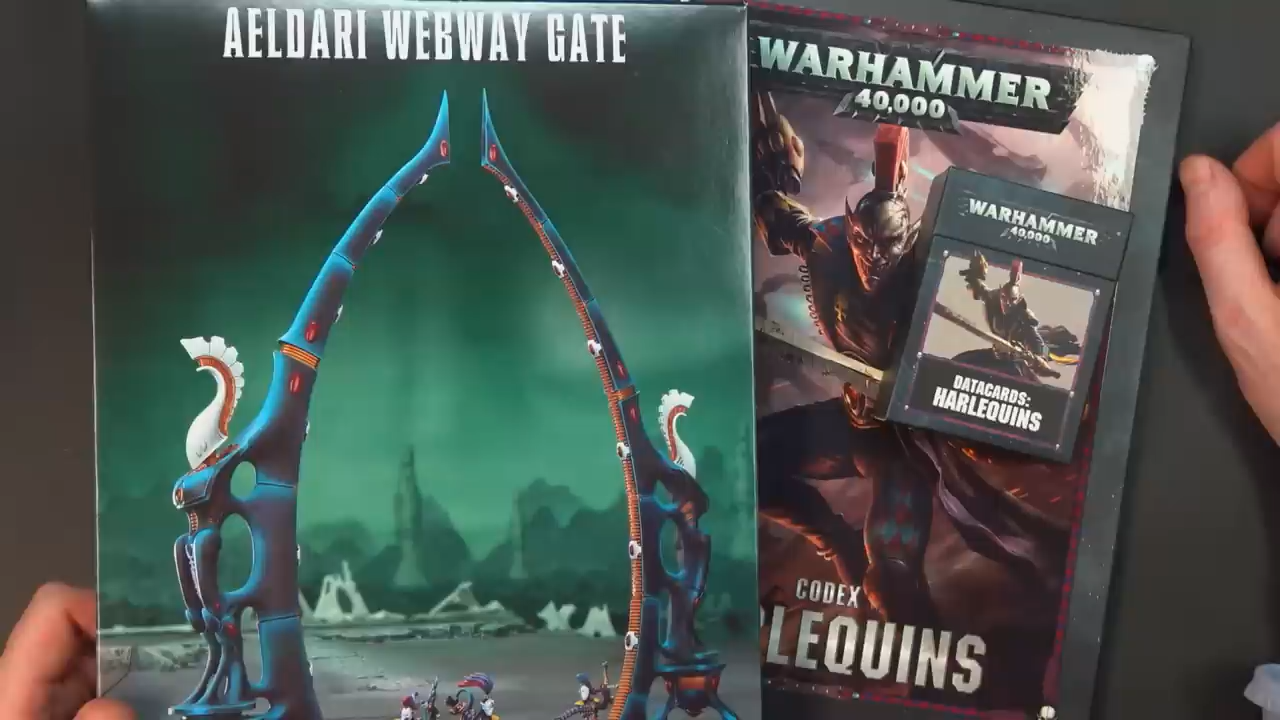 AELDARI WEBWAY GATE
WARHAMMER
40,000
WARHAMMER
40,000
DATACARDS:
HARLEQUINS
CODEX
LEQUINS